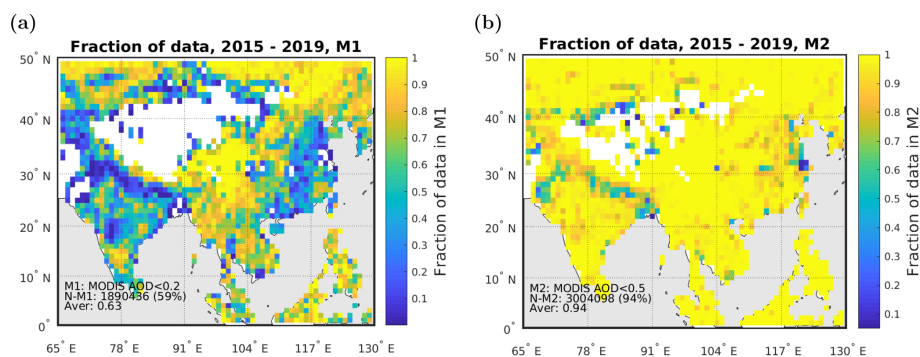 (a)
Fraction of data, 2015 - 2019, M1
50° N
40° N
30° N
20° N
10° N
0°
65° E
78° E
91° E
104° E
117° E
130° E
M1: MODIS AOD<0.2
N-M1: 1890436 (59%)
Aver: 0.63
1
0.9
0.8
0.7
0.6
0.5
0.4
0.3
0.2
0.1
Fraction of data in M1
(b)
Fraction of data, 2015 - 2019, M2
50° N
40° N
30° N
20° N
10° N
0°
65° E
78° E
91° E
104° E
117° E
130° E
M2: MODIS AOD<0.5
N-M2: 3004098 (94%)
Aver: 0.94
1
0.9
0.8
0.7
0.6
0.5
0.4
0.3
0.2
0.1
Fraction of data in M2